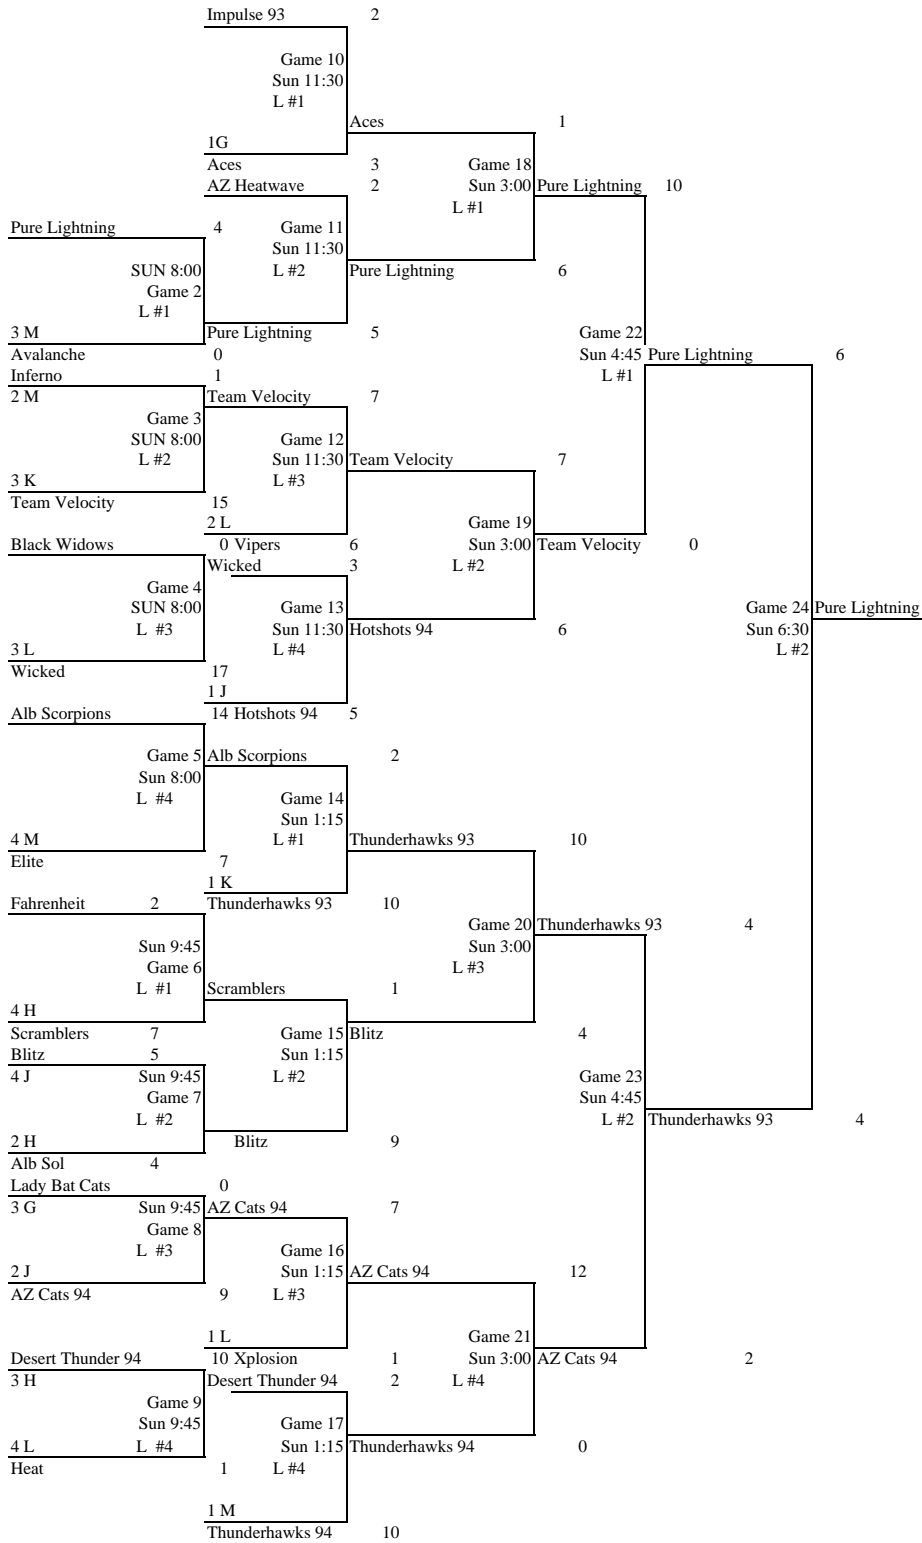 Impulse 93 2
Game 10
Sun 11:30
L #1
Aces 1
1G
Aces 3 Game 18
AZ Heatwave 2 Sun 3:00 Pure Lightning 10
L #1
Pure Lightning 4 Game 11
Sun 11:30
SUN 8:00 L #2 Pure Lightning 6
Game 2
L #1
3 M Pure Lightning 5 Game 22
Avalanche 0 Sun 4:45 Pure Lightning 6
Inferno 1 L #1
2 M Team Velocity 7
Game 3
SUN 8:00 Game 12
L #2 Sun 11:30 Team Velocity 7
3 K L #3
Team Velocity 15
2 L Game 19
Black Widows 0 Vipers 6 Sun 3:00 Team Velocity 0
Wicked 3 L #2
Game 4
SUN 8:00 Game 13 Game 24 Pure Lightning
L #3 Sun 11:30 Hotshots 94 6 Sun 6:30
3 L L #4 L #2
Wicked 17
1 J
Alb Scorpions 14 Hotshots 94 5
Game 5 Alb Scorpions 2
Sun 8:00
L #4 Game 14
Sun 1:15
4 M L #1 Thunderhawks 93 10
Elite 7
1 K
Fahrenheit 2 Thunderhawks 93 10
Game 20 Thunderhawks 93 4
Sun 9:45 Sun 3:00
Game 6 L #3
L #1 Scramblers 1
4 H
Scramblers 7 Game 15 Blitz 4
Blitz 5 Sun 1:15
4 J Sun 9:45 L #2 Game 23
Game 7 Sun 4:45
L #2 L #2 Thunderhawks 93 4
2 H Blitz 9
Alb Sol 4
Lady Bat Cats 0
3 G Sun 9:45 AZ Cats 94 7
Game 8
L #3 Game 16
2 J Sun 1:15 AZ Cats 94 12
AZ Cats 94 9 L #3
1 L Game 21
Desert Thunder 94 10 Xplosion 1 Sun 3:00 AZ Cats 94 2
3 H Desert Thunder 94 2 L #4
Game 9
Sun 9:45 Game 17
4 L L #4 Sun 1:15 Thunderhawks 94 0
Heat 1 L #4
1 M
Thunderhawks 94 10